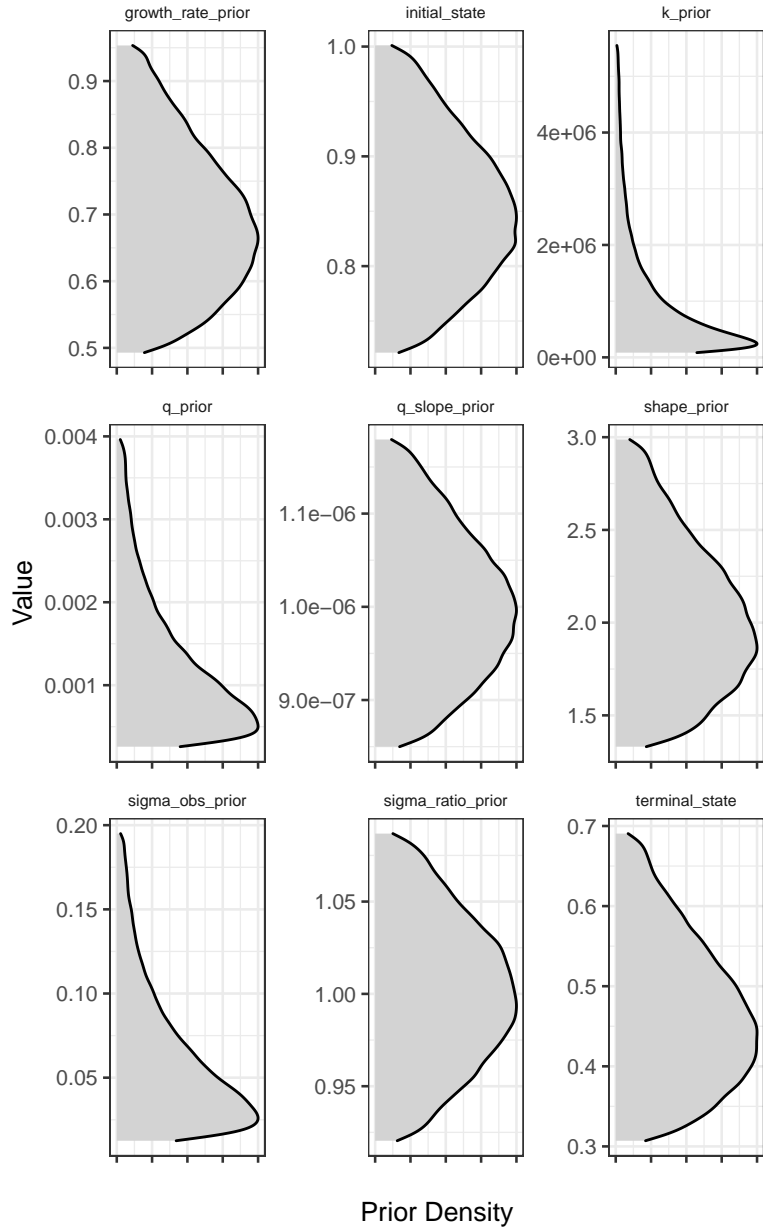 growth_rate_prior
initial_state
k_prior
0.9
0.8
0.7
0.6
0.5
1.0
0.9
0.8
4e+06
2e+06
0e+00
q_prior
q_slope_prior
shape_prior
0.004
0.003
0.002
0.001
1.1e−06
1.0e−06
9.0e−07
3.0
2.5
2.0
1.5
Value
sigma_obs_prior
sigma_ratio_prior
terminal_state
0.20
0.15
0.10
0.05
1.05
1.00
0.95
0.7
0.6
0.5
0.4
0.3
Prior Density